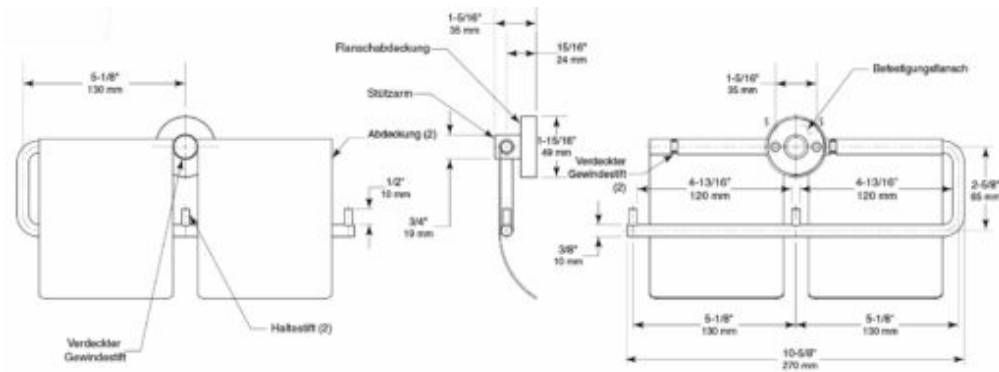 5-1/8"
130 mm
Verdeckter
Gewindestift
Haltestift (2)
Abdeckung (2)
1/2"
10 mm
1-5/16"
35 mm
15/16"
24 mm
Flanschabdeckung
Stützarm
1-15/16"
49 mm
3/4"
19 mm
1-5/16"
35 mm
Befestigungsflansch
Verdeckter
Gewindestift
(2)
4-13/16"
120 mm
4-13/16"
120 mm
2-5/8"
65 mm
3/8"
10 mm
5-1/8"
130 mm
5-1/8"
130 mm
10-5/8"
270 mm